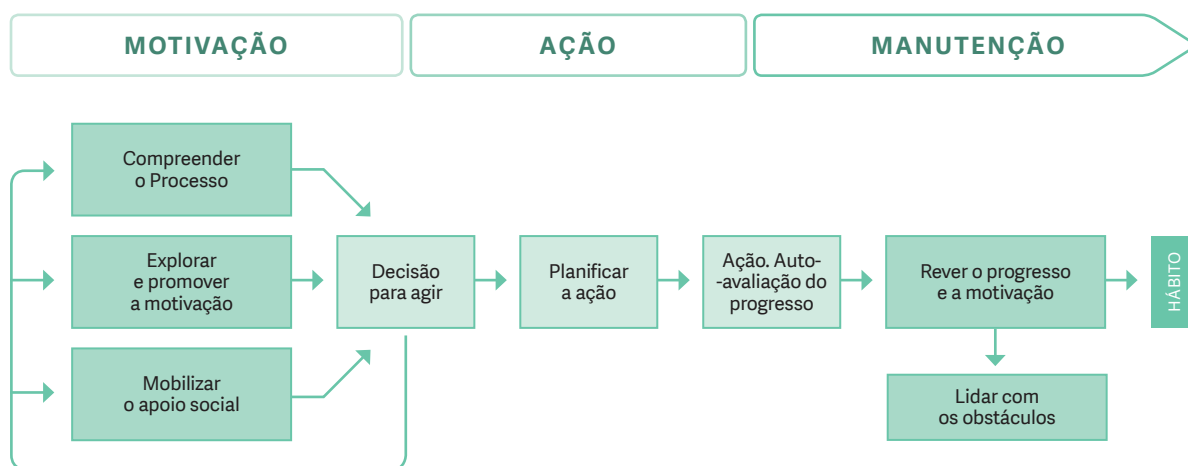 MOTIVAÇÃO
AÇÃO
MANUTENÇÃO
Compreender
o Processo
Explorar
e promover
a motivação
Mobilizar
o apoio social
Decisão
para agir
Planificar
a ação
Ação. Auto-
-avaliação do
progresso
Rever o progresso
e a motivação
Lidar com
os obstáculos
HÁBITO